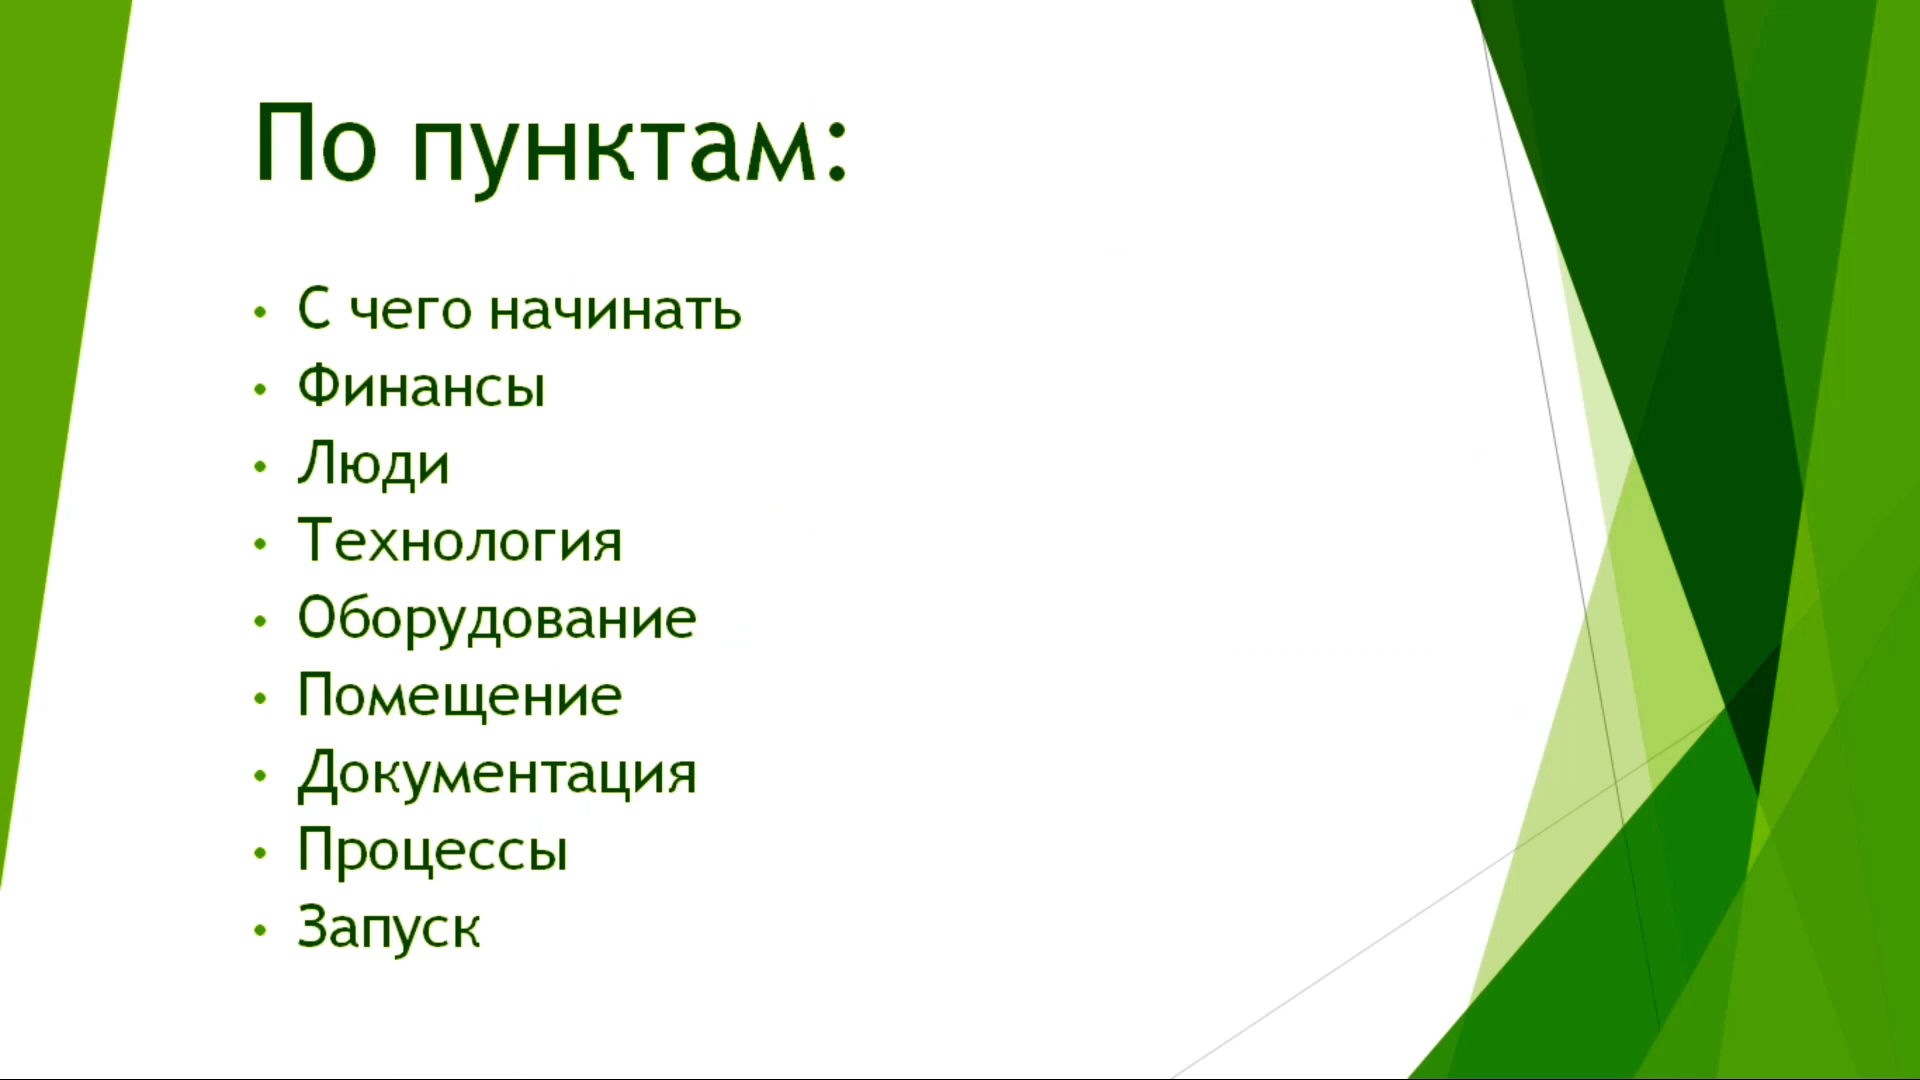 По пунктам:
• С чего начинать
• Финансы
• Люди
• Технология
• Оборудование
• Помещение
• Документация
• Процессы
• Запуск